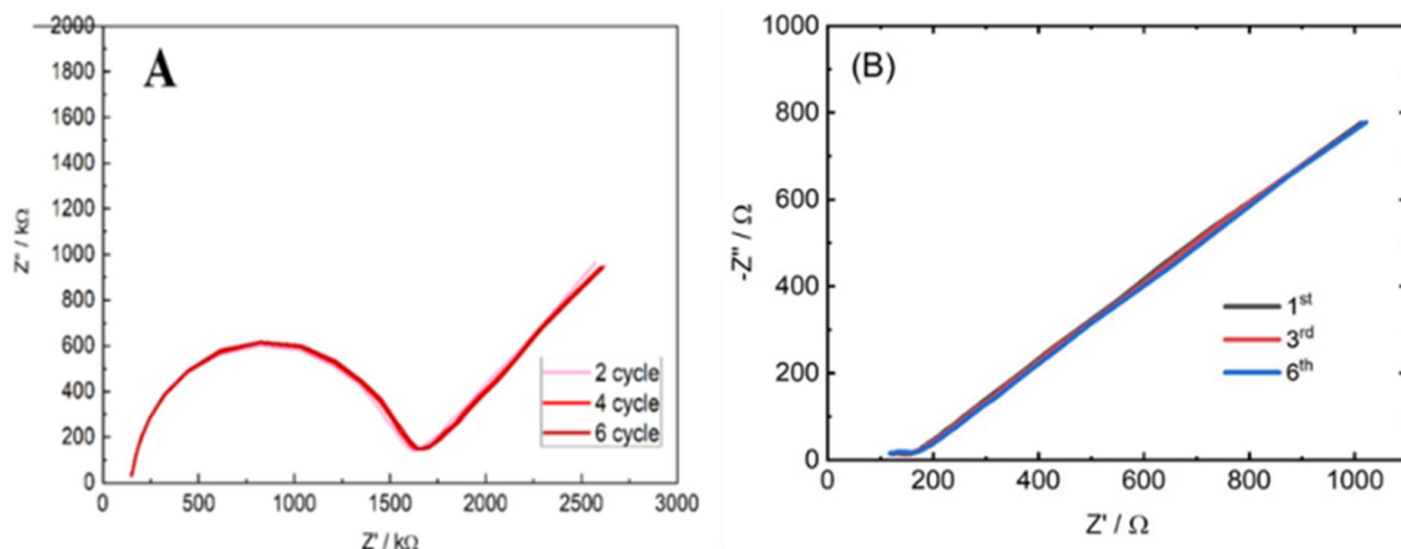 A
2000
1800
1600
1400
1200
1000
800
600
400
200
0
Z'' / kΩ
0 500 1000 1500 2000 2500 3000
Z' / kΩ
2 cycle
4 cycle
6 cycle
(B)
1000
800
600
400
200
0
-Z'' / Ω
0 200 400 600 800 1000
Z' / Ω
1st
3rd
6th